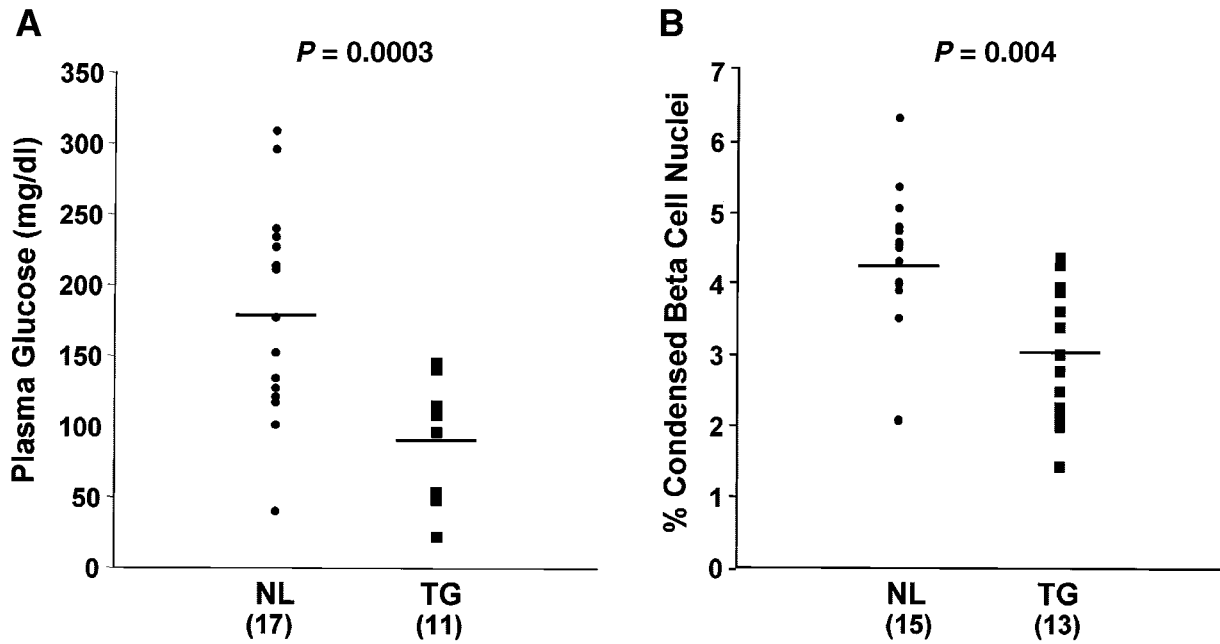 A
P = 0.0003
Plasma Glucose (mg/dl)
350
300
250
200
150
100
50
0
NL
(17)
TG
(11)
B
P = 0.004
% Condensed Beta Cell Nuclei
7
6
5
4
3
2
1
0
NL
(15)
TG
(13)